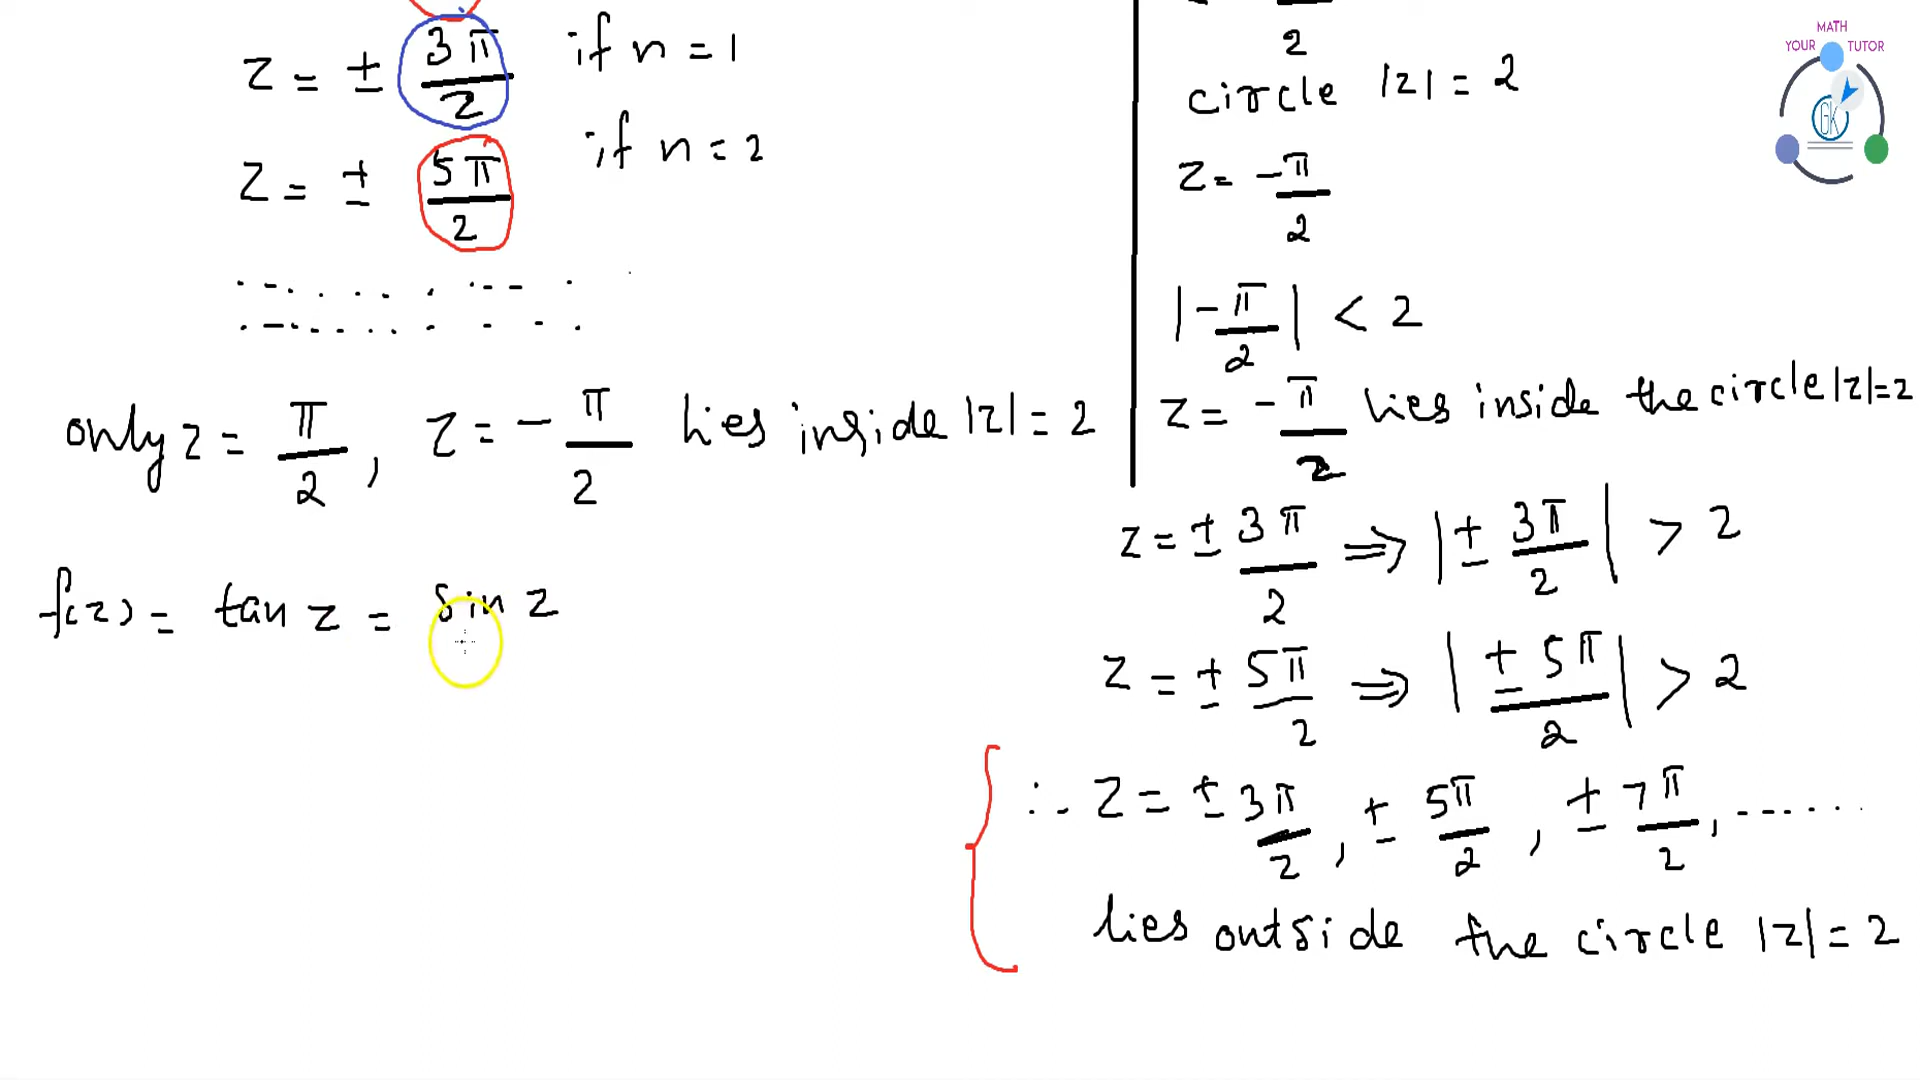 z = ± 3π/2 if n = 1
z = ± 5π/2 if n = 2
only z = π/2 , z = - π/2 lies inside |z| = 2
f(z) = tan z = sin z
2
circle |z| = 2
z = -π/2
|-π/2| < 2
z = -π/2 lies inside the circle |z| = 2
z = ± 3π/2 ⇒ |± 3π/2| > 2
z = ± 5π/2 ⇒ |± 5π/2| > 2
∴ z = ± 3π/2 , ± 5π/2 , ± 7π/2 , ......
lies outside the circle |z| = 2
MATH
YOUR TUTOR
GK